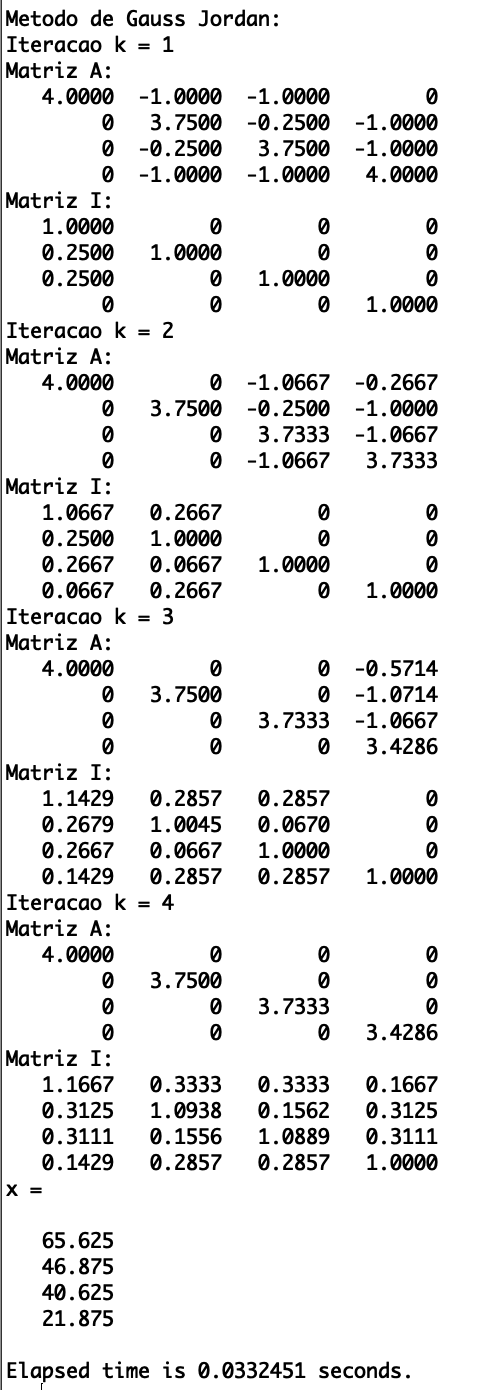 Metodo de Gauss Jordan:
Iteracao k = 1
Matriz A:
   4.0000  -1.0000  -1.0000        0
        0   3.7500  -0.2500  -1.0000
        0  -0.2500   3.7500  -1.0000
        0  -1.0000  -1.0000   4.0000
Matriz I:
   1.0000        0        0        0
   0.2500   1.0000        0        0
   0.2500        0   1.0000        0
        0        0        0   1.0000
Iteracao k = 2
Matriz A:
   4.0000        0  -1.0667  -0.2667
        0   3.7500  -0.2500  -1.0000
        0        0   3.7333  -1.0667
        0        0  -1.0667   3.7333
Matriz I:
   1.0667   0.2667        0        0
   0.2500   1.0000        0        0
   0.2667   0.0667   1.0000        0
   0.0667   0.2667        0   1.0000
Iteracao k = 3
Matriz A:
   4.0000        0        0  -0.5714
        0   3.7500        0  -1.0714
        0        0   3.7333  -1.0667
        0        0        0   3.4286
Matriz I:
   1.1429   0.2857   0.2857        0
   0.2679   1.0045   0.0670        0
   0.2667   0.0667   1.0000        0
   0.1429   0.2857   0.2857   1.0000
Iteracao k = 4
Matriz A:
   4.0000        0        0        0
        0   3.7500        0        0
        0        0   3.7333        0
        0        0        0   3.4286
Matriz I:
   1.1667   0.3333   0.3333   0.1667
   0.3125   1.0938   0.1562   0.3125
   0.3111   0.1556   1.0889   0.3111
   0.1429   0.2857   0.2857   1.0000
x =
   65.625
   46.875
   40.625
   21.875
Elapsed time is 0.0332451 seconds.